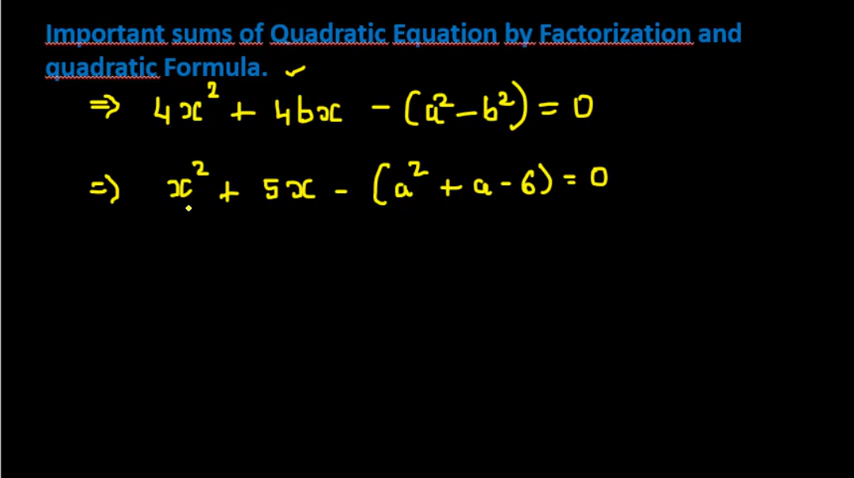 Important sums of Quadratic Equation by Factorization and
quadratic Formula. ✓
⇒ 4x² + 4bx - (a² - b²) = 0
⇒ x² + 5x - (a² + a - 6) = 0